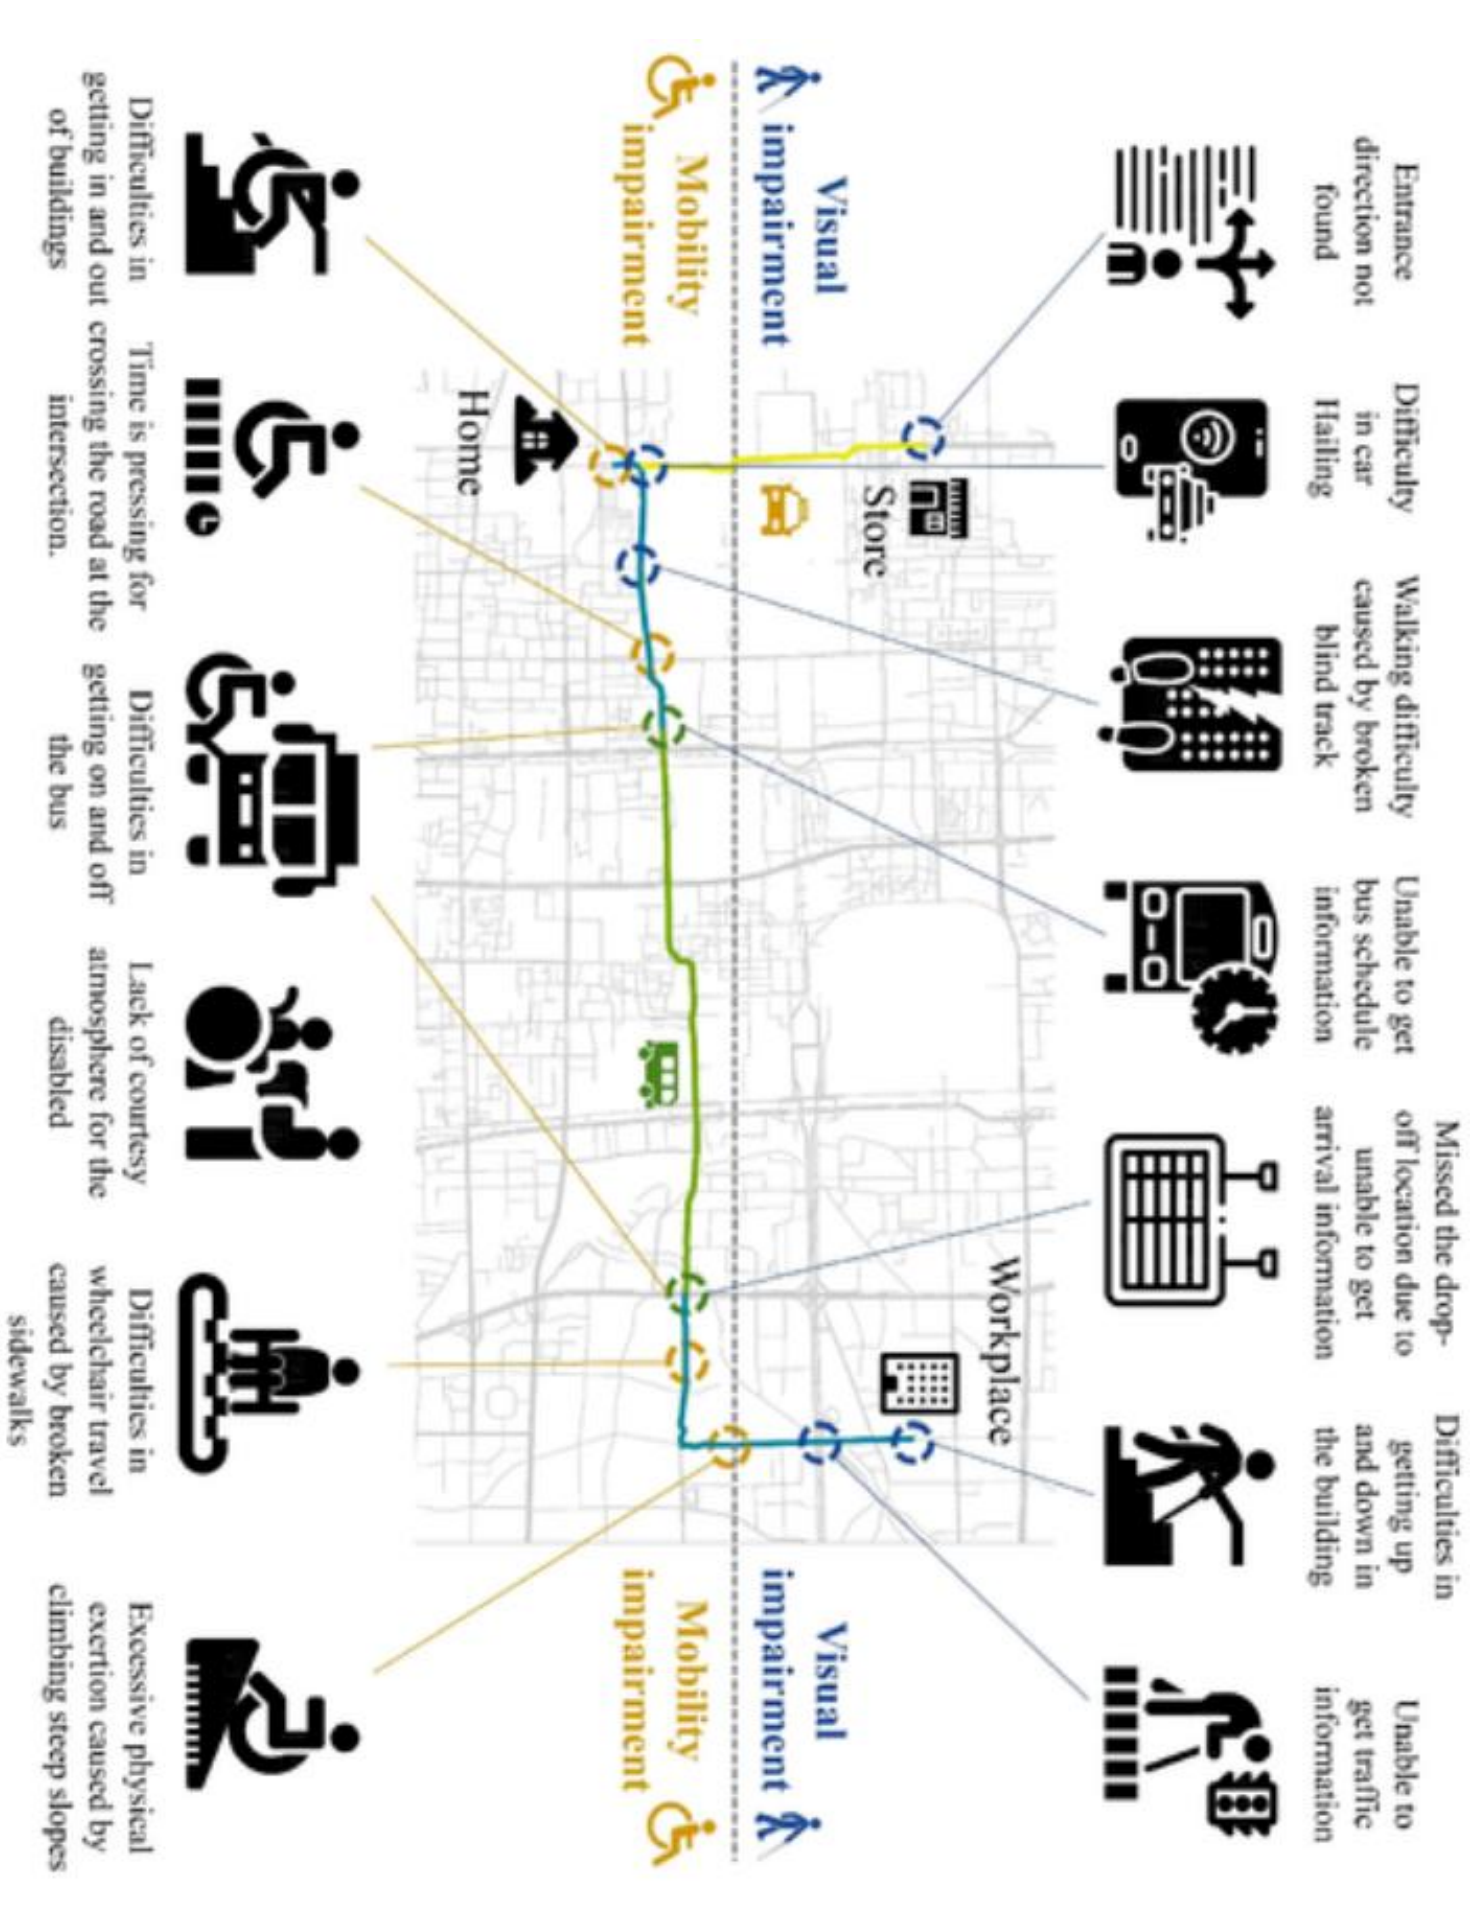 Missed the drop-
Difficulties in
Entrance
direction not
found
Difficulty
in car
Hailing
Walking difficulty
caused by broken
blind track
Unable to get
bus schedule
information
off location due to
unable to get
arrival information
getting up
and down in
the building
Unable to
get traffic
information
Workplace
Store
Visual
impairment
Visual
impairment
Mobility
impairment
Mobility
impairment
Home
Difficulties in
getting in and out
of buildings
Time is pressing for
crossing the road at the
intersection.
Difficulties in
getting on and off
the bus
Lack of courtesy
atmosphere for the
disabled
Difficulties in
wheelchair travel
caused by broken
sidewalks
Excessive physical
exertion caused by
climbing steep slopes